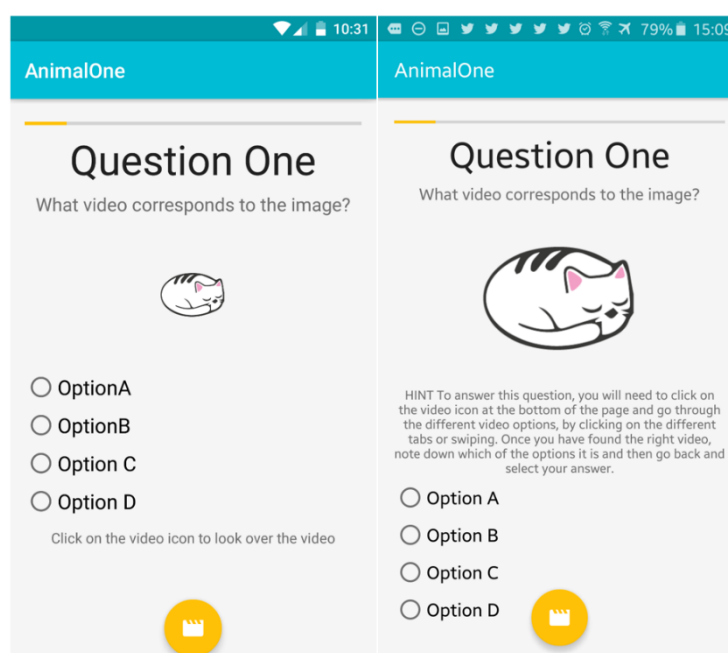 10:31
AnimalOne
Question One
What video corresponds to the image?
OptionA
OptionB
Option C
Option D
Click on the video icon to look over the video
79% 15:09
AnimalOne
Question One
What video corresponds to the image?
HINT To answer this question, you will need to click on
the video icon at the bottom of the page and go through
the different video options, by clicking on the different
tabs or swiping. Once you have found the right video,
note down which of the options it is and then go back and
select your answer.
Option A
Option B
Option C
Option D